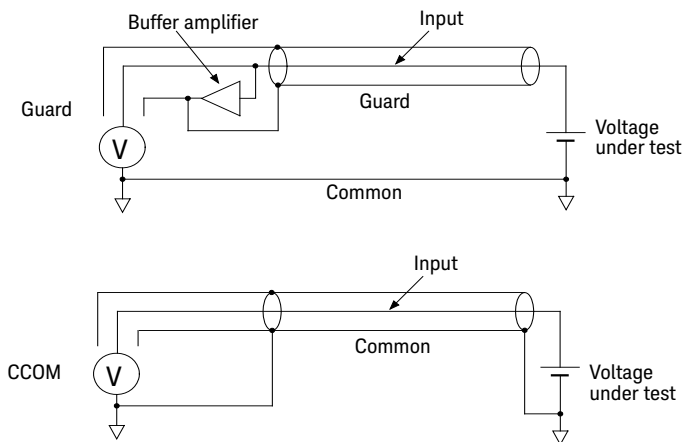 Buffer amplifier
Input
Guard
Guard
V
Voltage
under test
Common
Input
Common
CCOM
V
Voltage
under test